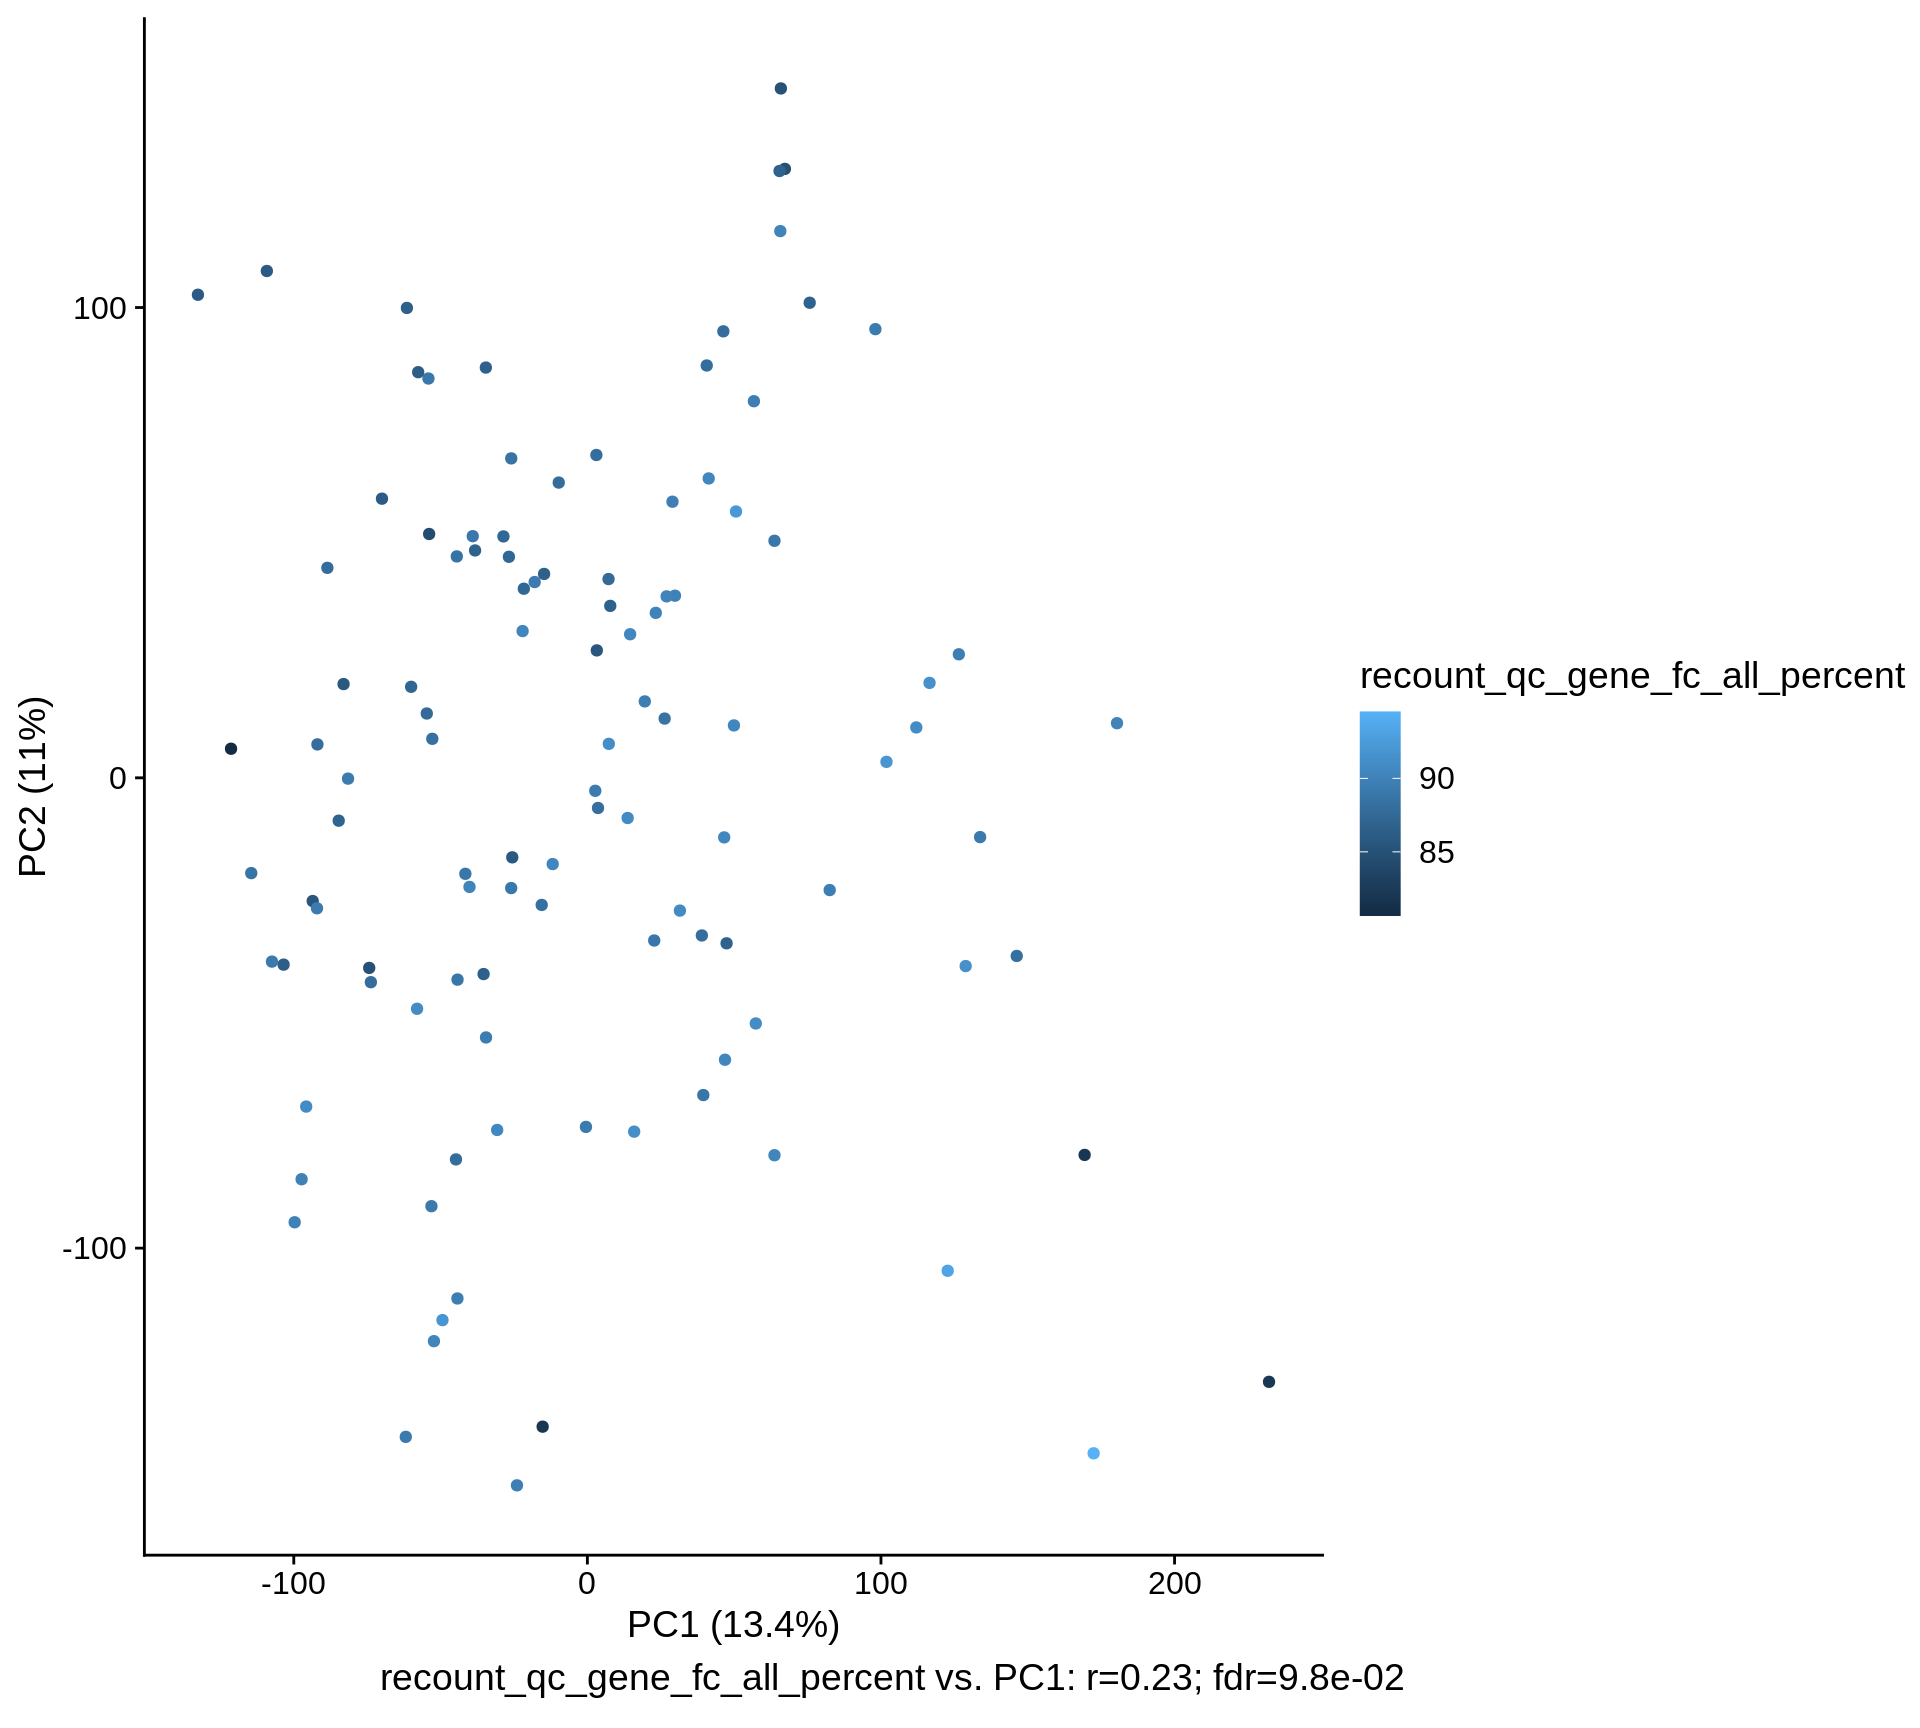 100
0
-100
PC2 (11%)
-100
0
100
200
PC1 (13.4%)
recount_qc_gene_fc_all_percent vs. PC1: r=0.23; fdr=9.8e-02
recount_qc_gene_fc_all_percent
90
85